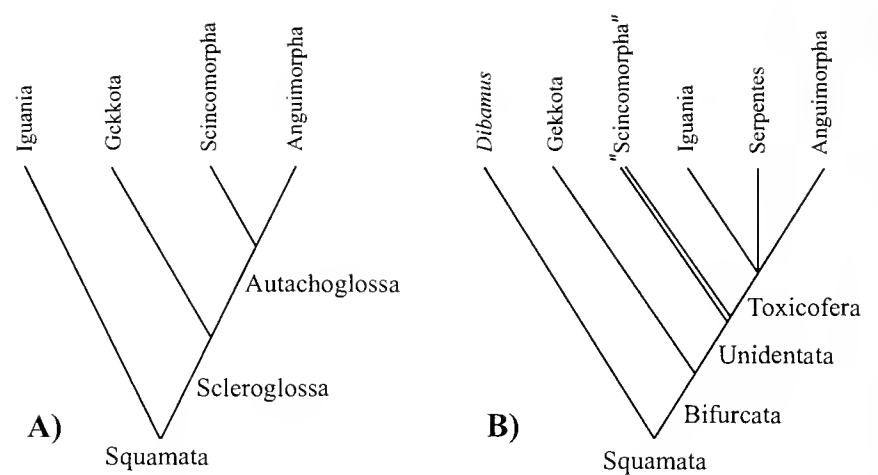 Iguania
Gekkota
Scincomorpha
Anguimorpha
Autachoglossa
Scleroglossa
A)
Squamata
Dibamus
Gekkota
"Scincomorpha"
Iguania
Serpentes
Anguimorpha
Toxicofera
Unidentata
Bifurcata
B)
Squamata